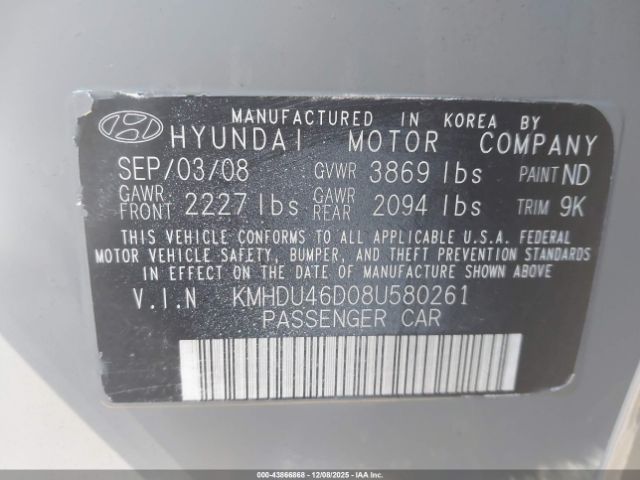 MANUFACTURED IN KOREA BY
HYUNDAI MOTOR COMPANY
SEP/03/08 GVWR 3869 lbs PAINT ND
GAWR FRONT 2227 lbs GAWR REAR 2094 lbs TRIM 9K
THIS VEHICLE CONFORMS TO ALL APPLICABLE U.S.A. FEDERAL
MOTOR VEHICLE SAFETY, BUMPER, AND THEFT PREVENTION STANDARDS
IN EFFECT ON THE DATE OF MANUFACTURE SHOWN ABOVE
V.I.N KMHDU46D08U580261
PASSENGER CAR
000-43866868 - 12/08/2025 - IAAI.COM